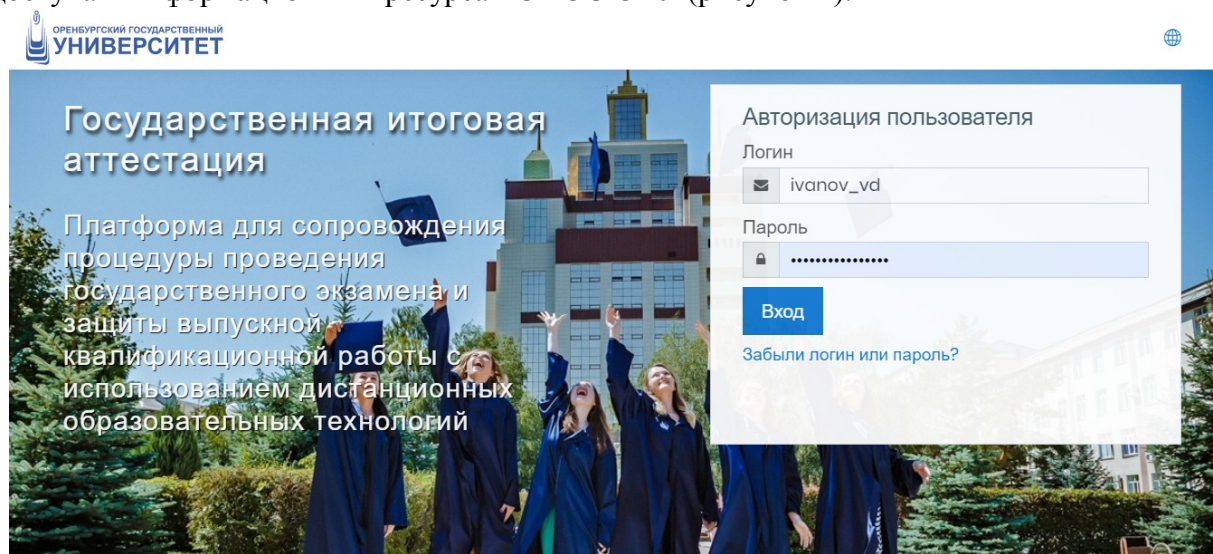 ОРЕНБУРГСКИЙ ГОСУДАРСТВЕННЫЙ
УНИВЕРСИТЕТ
Государственная итоговая
аттестация
Платформа для сопровождения
процедуры проведения
государственного экзамена и
защиты выпускной
квалификационной работы с
использованием дистанционных
образовательных технологий
Авторизация пользователя
Логин
ivanov_vd
Пароль
••••••••••••••••
Вход
Забыли логин или пароль?